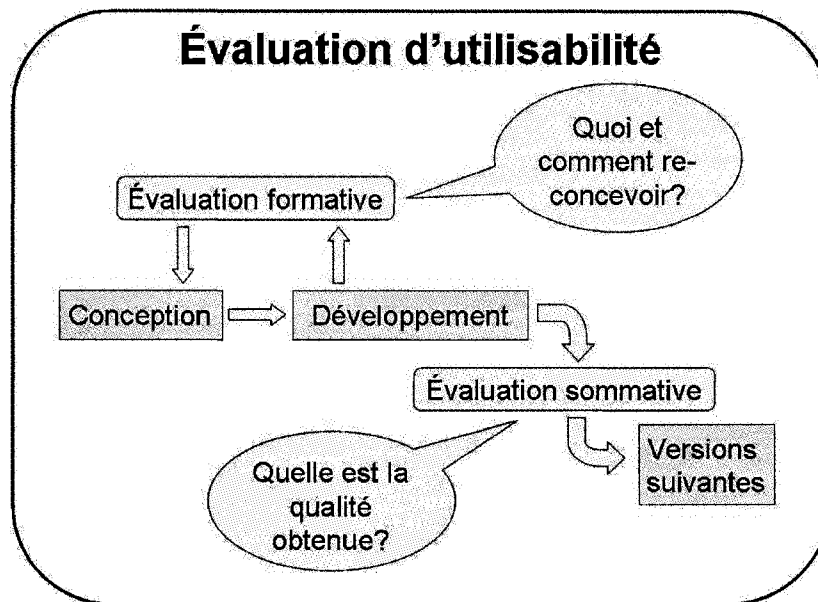 Évaluation d'utilisabilité
Quoi et
comment re-
concevoir?
Évaluation formative
Conception
Développement
Évaluation sommative
Quelle est la
qualité
obtenue?
Versions
suivantes